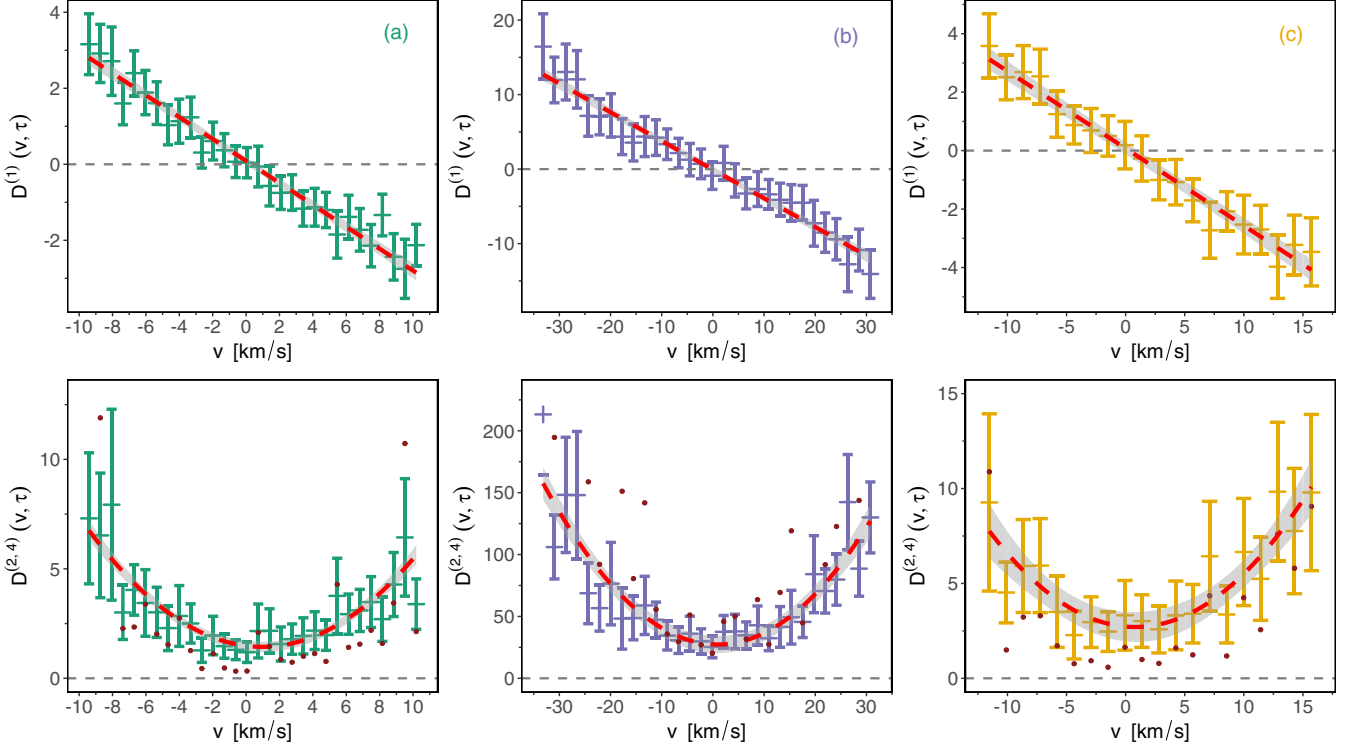 (a)
4
2
0
-2
D(1) (v, τ)
-10 -8 -6 -4 -2 0 2 4 6 8 10
v [km/s]
(b)
20
10
0
-10
D(1) (v, τ)
-30 -20 -10 0 10 20 30
v [km/s]
(c)
4
2
0
-2
-4
D(1) (v, τ)
-10 -5 0 5 10 15
v [km/s]
10
5
0
D(2, 4) (v, τ)
-10 -8 -6 -4 -2 0 2 4 6 8 10
v [km/s]
200
150
100
50
0
D(2, 4) (v, τ)
-30 -20 -10 0 10 20 30
v [km/s]
15
10
5
0
D(2, 4) (v, τ)
-10 -5 0 5 10 15
v [km/s]